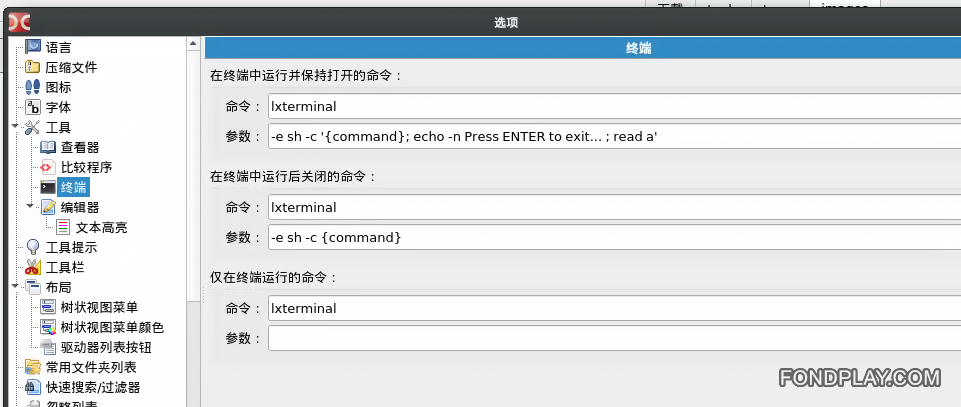 选项
语言
压缩文件
图标
字体
工具
查看器
比较程序
终端
编辑器
文本高亮
工具提示
工具栏
布局
树状视图菜单
树状视图菜单颜色
驱动器列表按钮
常用文件夹列表
快速搜索/过滤器
终端
在终端中运行并保持打开的命令：
命令： lxterminal
参数： -e sh -c '{command}; echo -n Press ENTER to exit... ; read a'
在终端中运行后关闭的命令：
命令： lxterminal
参数： -e sh -c {command}
仅在终端运行的命令：
命令： lxterminal
参数：
FONDPLAY.COM